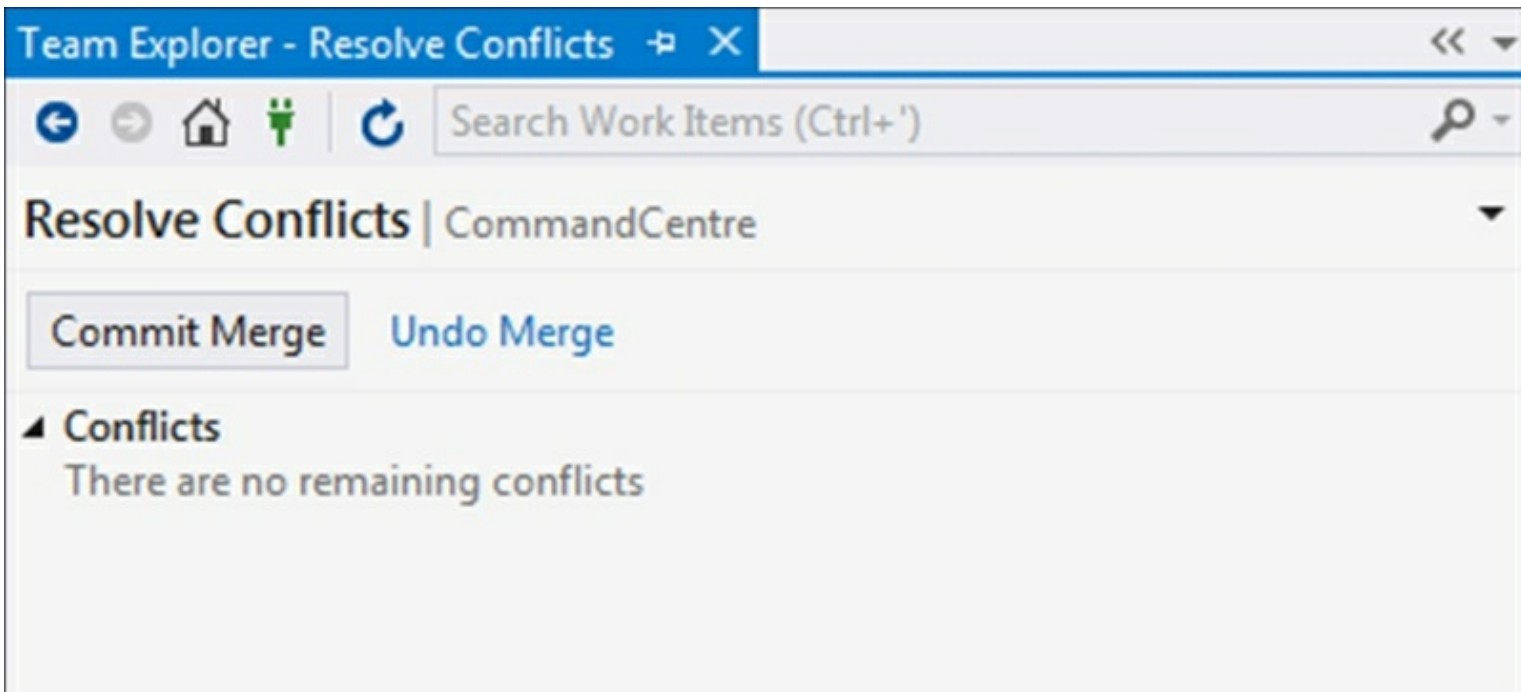 Team Explorer - Resolve Conflicts
Search Work Items (Ctrl+')
Resolve Conflicts | CommandCentre
Commit Merge Undo Merge
Conflicts
There are no remaining conflicts